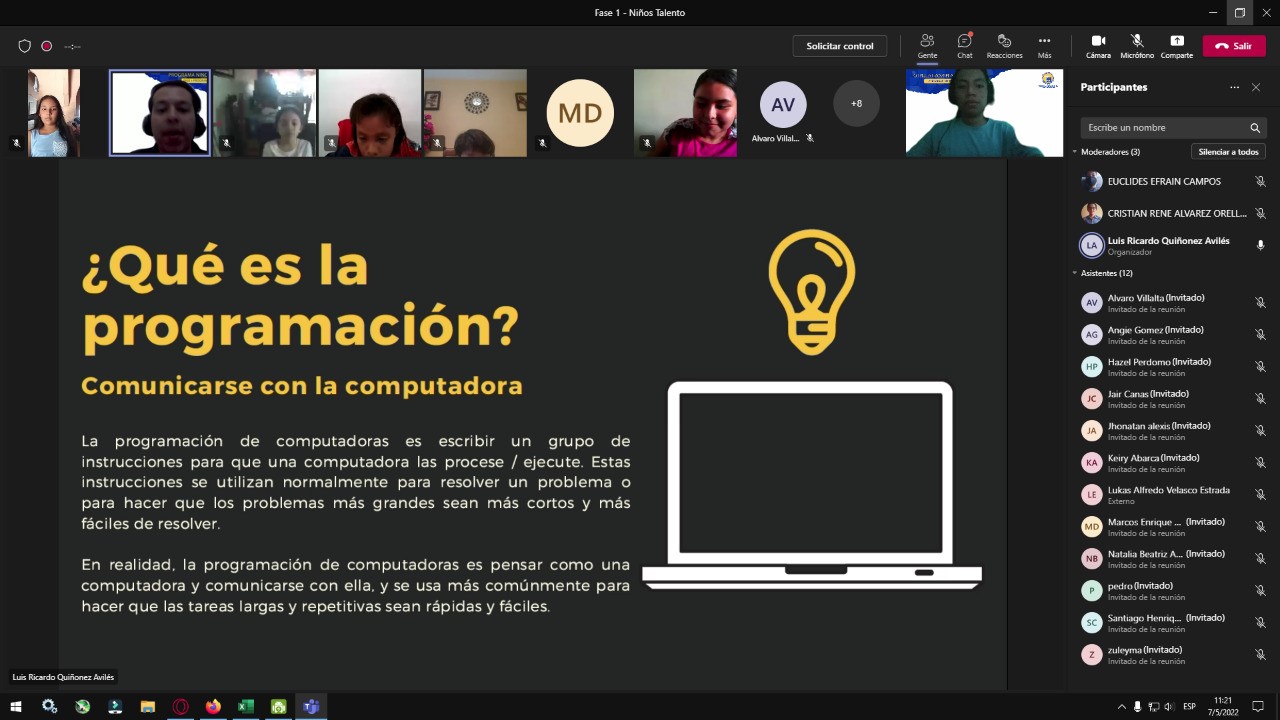 Fase 1 - Niños Talento
--:--
Solicitar control
Gente
Chat
Reacciones
Más
Cámara
Micrófono
Comparte
Salir
MD
AV
Alvaro Villal...
+8
Participantes
Escribe un nombre
Moderadores (3)
Silenciar a todos
EUCLIDES EFRAIN CAMPOS
CRISTIAN RENE ALVAREZ ORELL...
LA
Luis Ricardo Quiñonez Avilés
Organizador
Asistentes (12)
AV
Alvaro Villalta (Invitado)
Invitado de la reunión
AG
Angie Gomez (Invitado)
Invitado de la reunión
HP
Hazel Perdomo (Invitado)
Invitado de la reunión
JC
Jair Canas (Invitado)
Invitado de la reunión
JA
Jhonatan alexis (Invitado)
Invitado de la reunión
KA
Keiry Abarca (Invitado)
Invitado de la reunión
LE
Lukas Alfredo Velasco Estrada
Externo
MD
Marcos Enrique ... (Invitado)
Invitado de la reunión
NB
Natalia Beatriz A... (Invitado)
Invitado de la reunión
P
pedro (Invitado)
Invitado de la reunión
SC
Santiago Henriq... (Invitado)
Invitado de la reunión
Z
zuleyma (Invitado)
Invitado de la reunión
¿Qué es la
programación?
Comunicarse con la computadora
La programación de computadoras es escribir un grupo de
instrucciones para que una computadora las procese / ejecute. Estas
instrucciones se utilizan normalmente para resolver un problema o
para hacer que los problemas más grandes sean más cortos y más
fáciles de resolver.
En realidad, la programación de computadoras es pensar como una
computadora y comunicarse con ella, y se usa más comúnmente para
hacer que las tareas largas y repetitivas sean rápidas y fáciles.
Luis Ricardo Quiñonez Avilés
ESP
11:21
7/5/2022